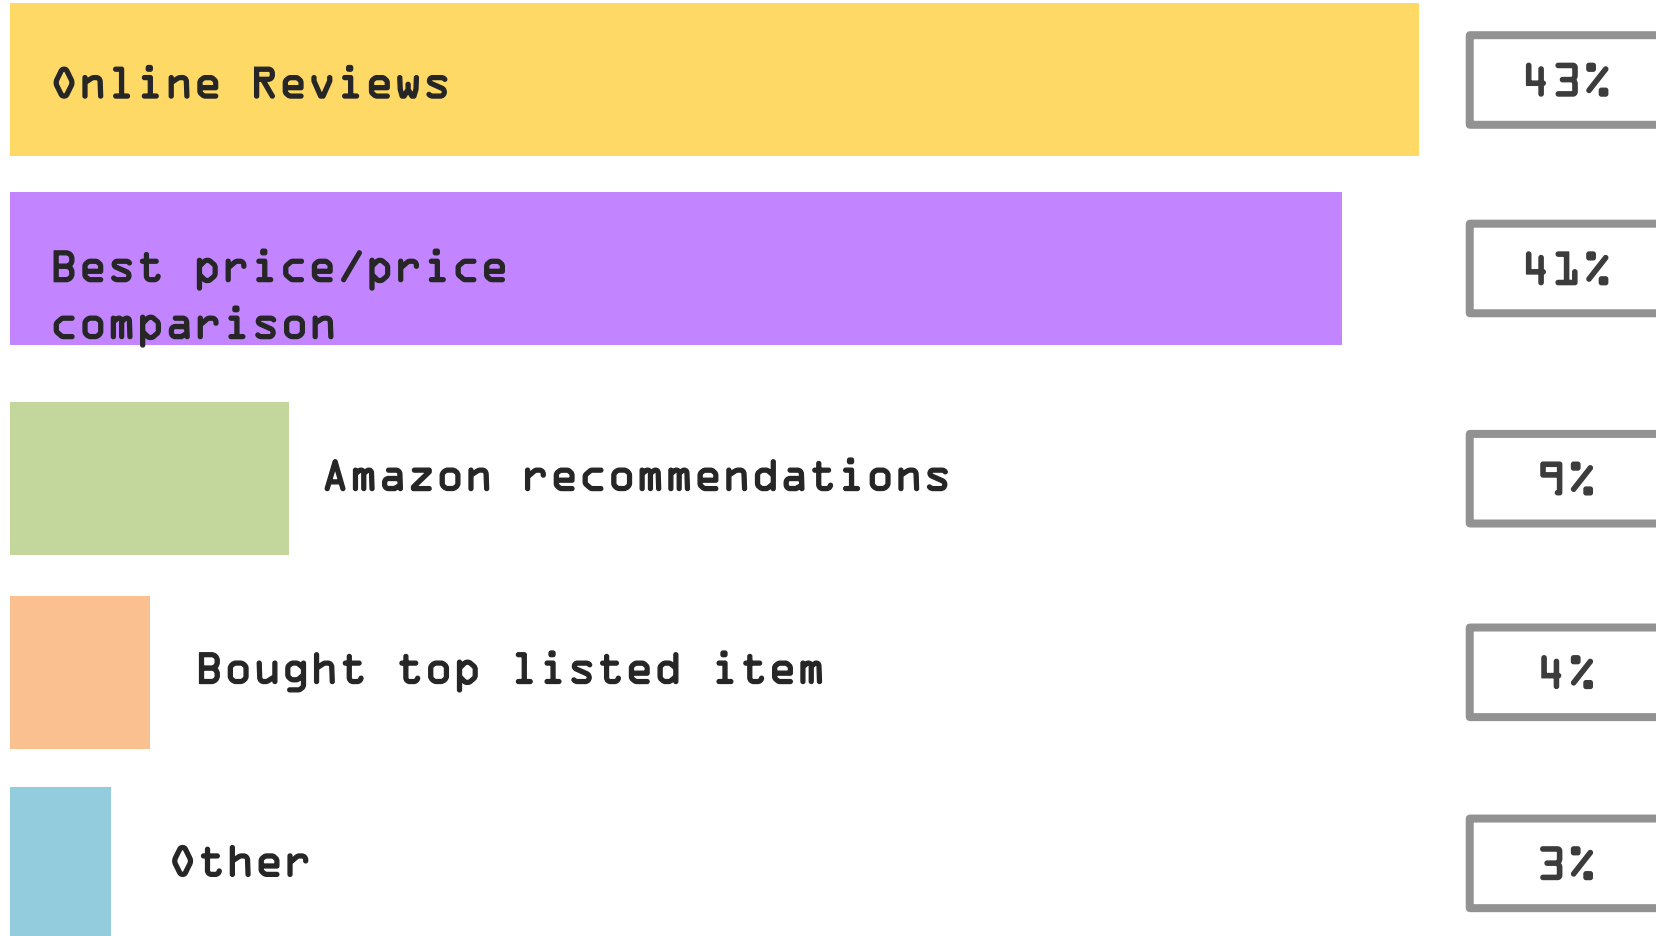 Online Reviews
43%
Best price/price
comparison
41%
Amazon recommendations
9%
Bought top listed item
4%
Other
3%